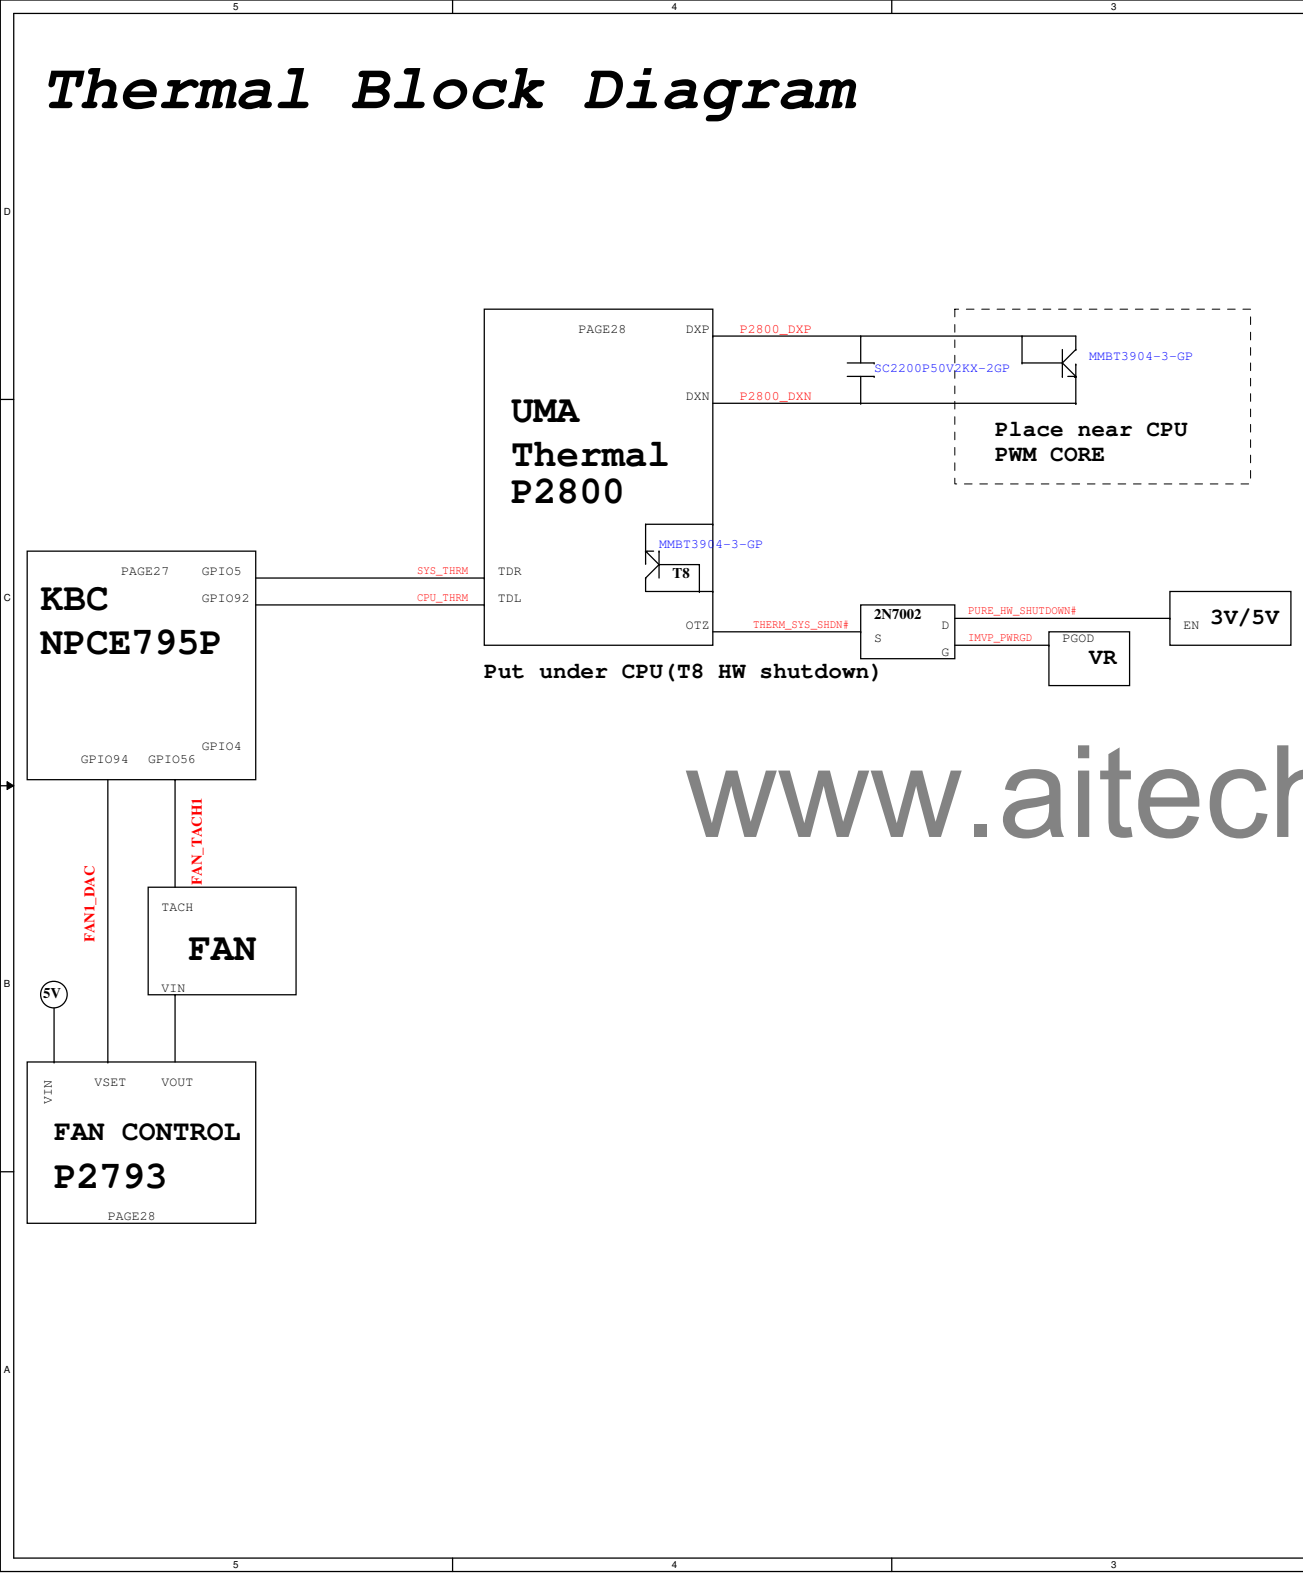 5 4 3
Thermal Block Diagram
D
PAGE28 DXP P2800_DXP
MMBT3904-3-GP
SC2200P50V2KX-2GP
DXN P2800_DXN
UMA
Thermal
P2800
Place near CPU
PWM CORE
MMBT3904-3-GP
T8
PAGE27 GPIO5 SYS_THRM TDR
C
KBC GPIO92 CPU_THRM TDL
NPCE795P
OTZ THERM_SYS_SHDN#
2N7002 D PURE_HW_SHUTDOWN# EN 3V/5V
S G IMVP_PWRGD PGOD
VR
Put under CPU(T8 HW shutdown)
GPIO4
GPIO94 GPIO56
www.aitech
FAN_TACH1
FAN1_DAC
TACH
FAN
VIN
B
5V
VIN VSET VOUT
FAN CONTROL
P2793
PAGE28
A
5 4 3